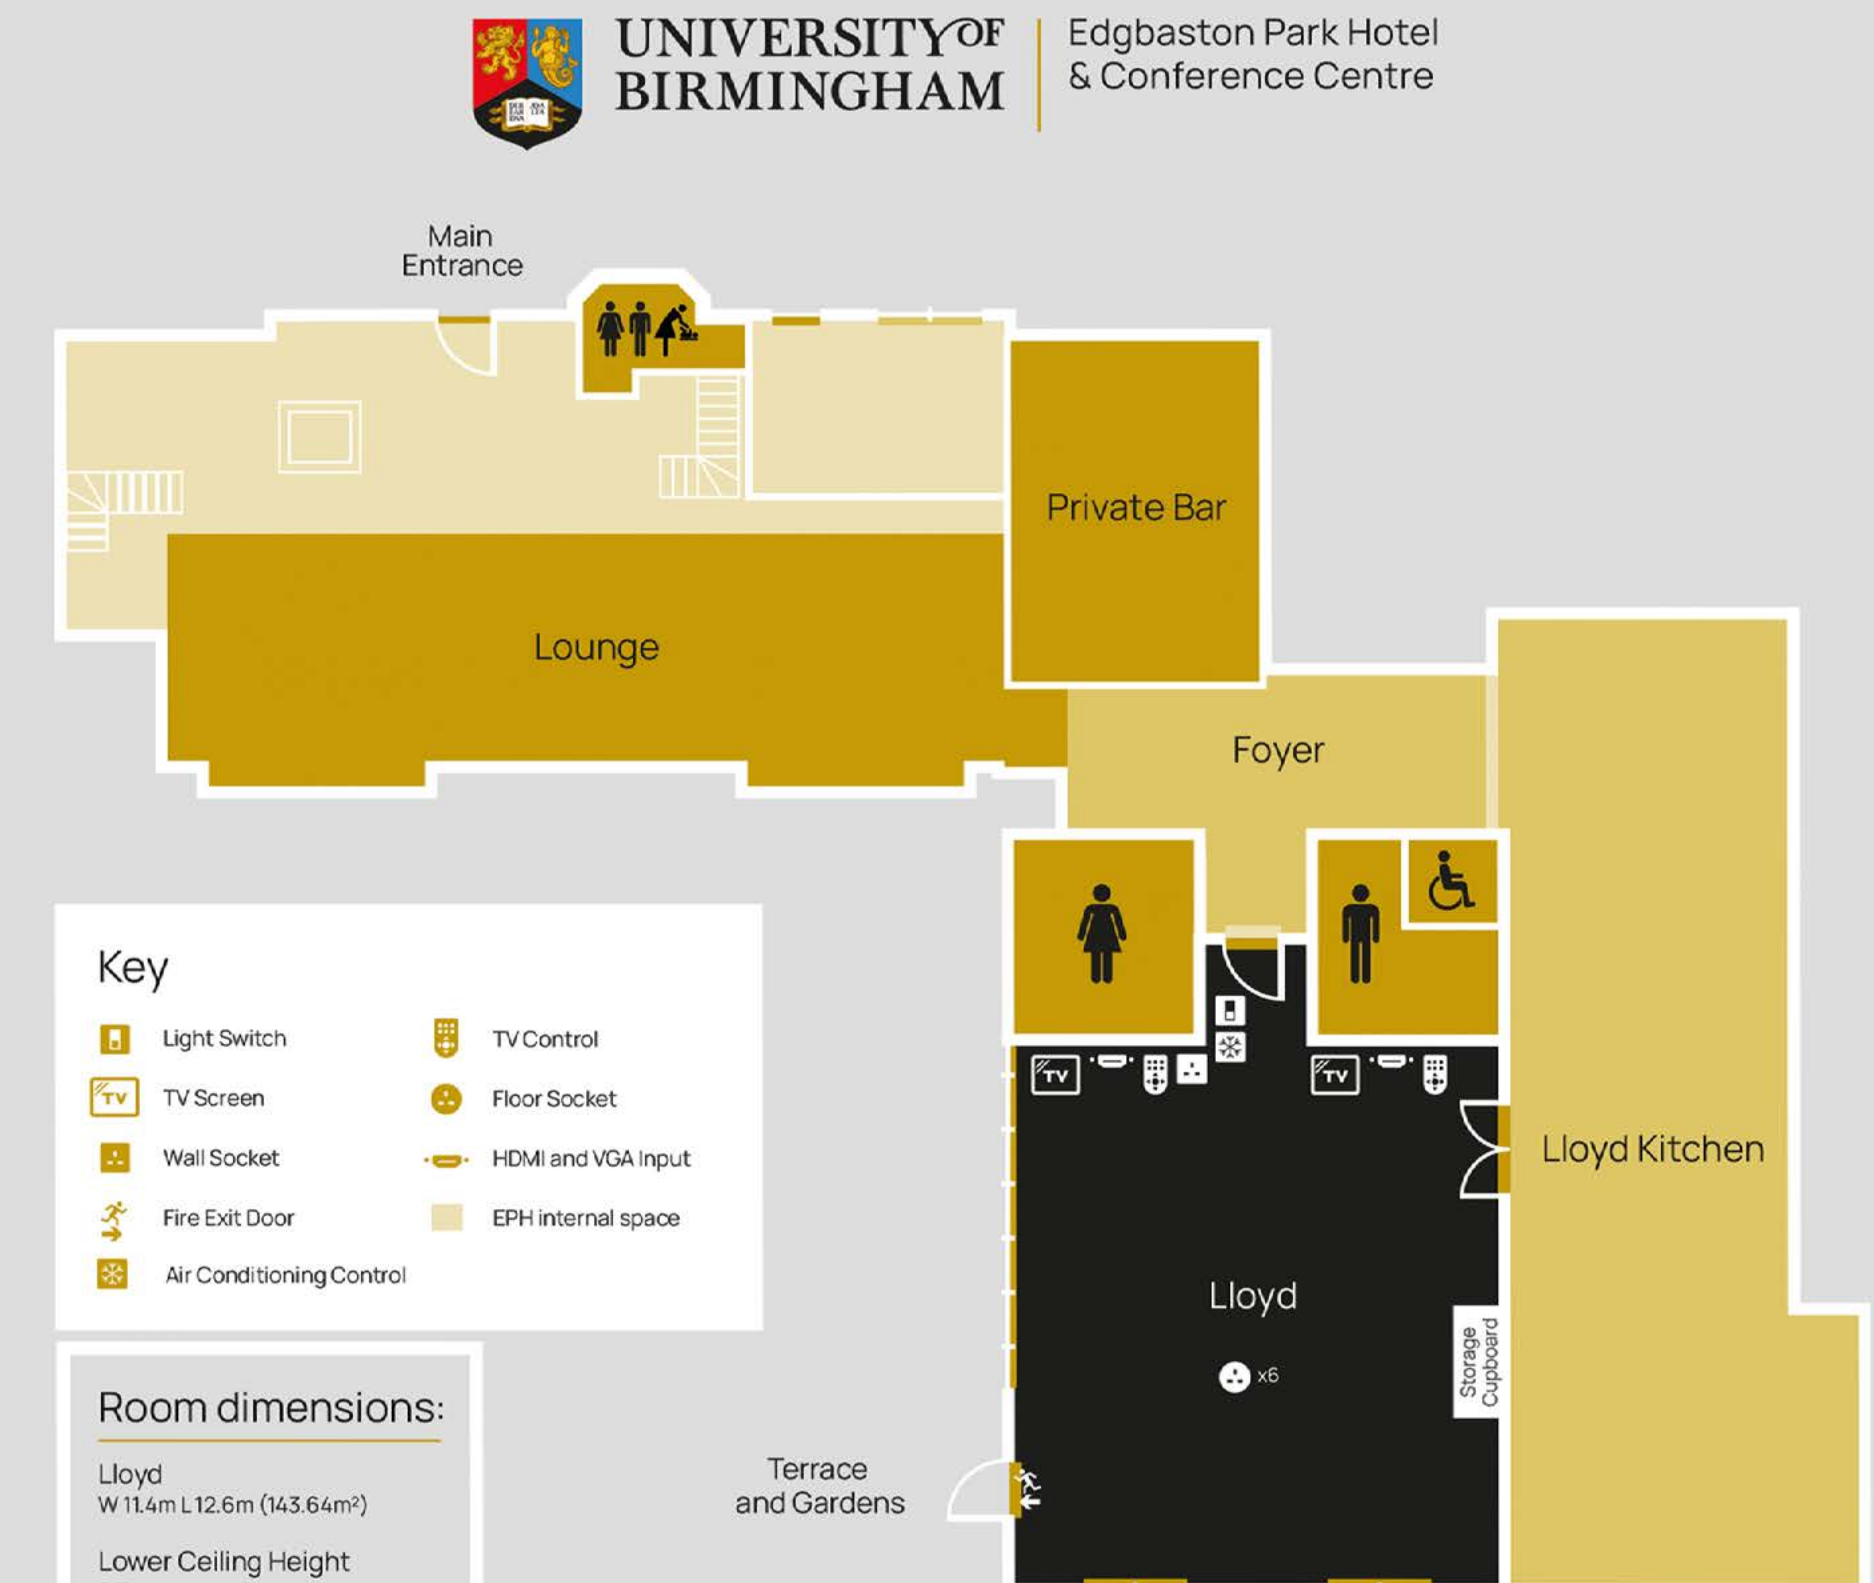 UNIVERSITY OF
BIRMINGHAM
Edgbaston Park Hotel
& Conference Centre
Main
Entrance
Private Bar
Lounge
Foyer
Key
Light Switch
TV Control
TV
TV Screen
Floor Socket
Wall Socket
HDMI and VGA Input
Fire Exit Door
EPH internal space
Air Conditioning Control
TV
TV
Lloyd Kitchen
Lloyd
x6
Storage
Cupboard
Terrace
and Gardens
Room dimensions:
Lloyd
W 11.4m L 12.6m (143.64m²)
Lower Ceiling Height